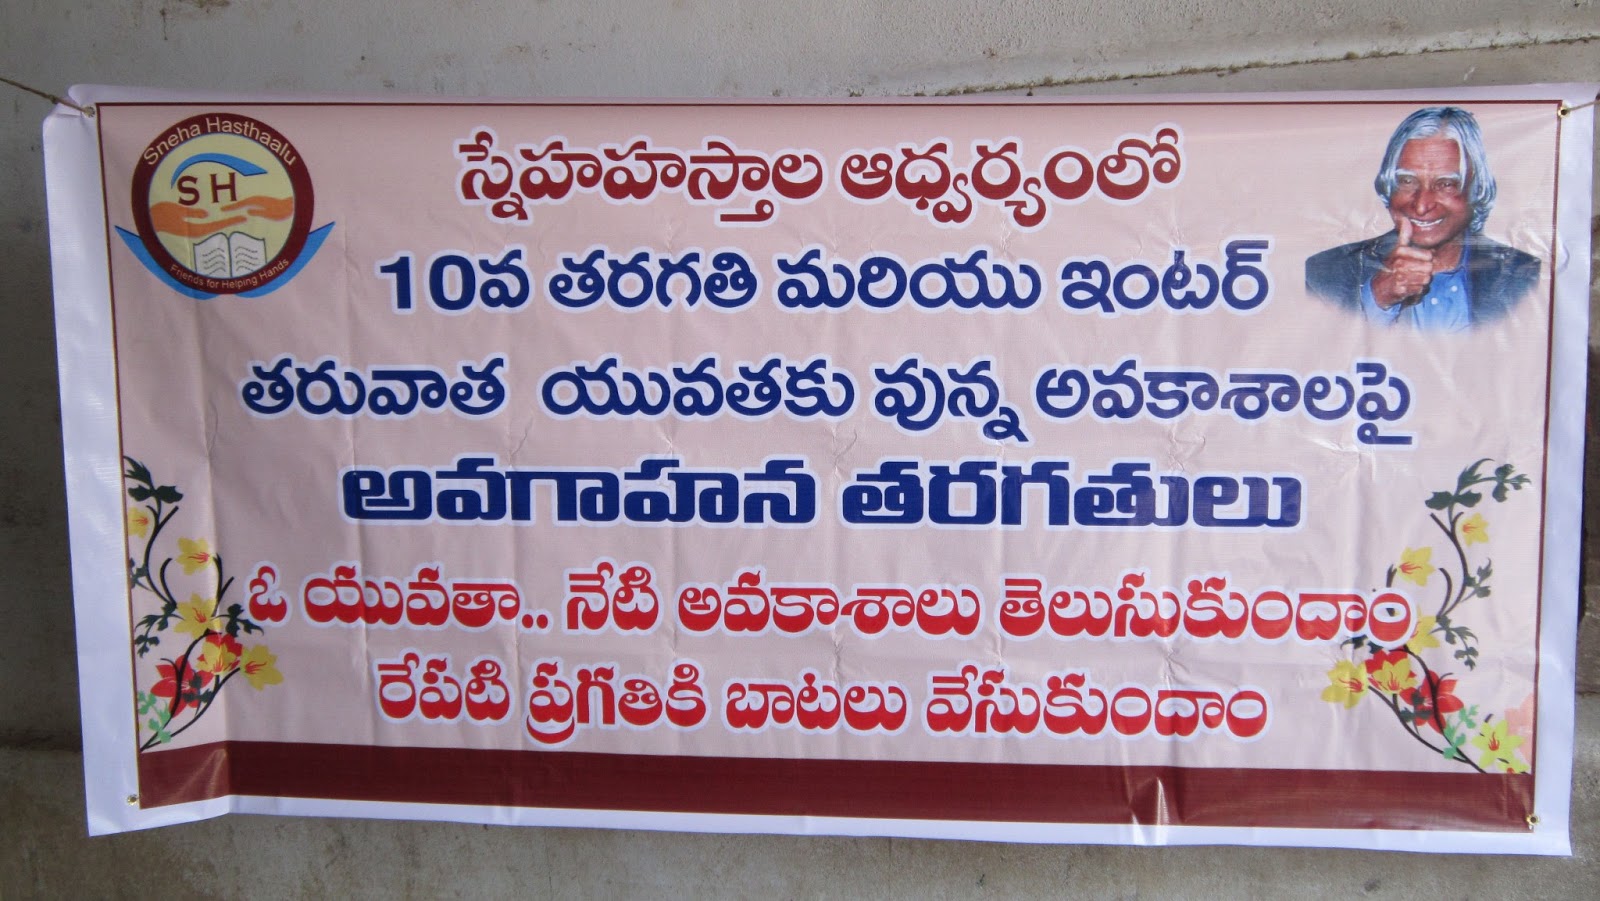 Sneha Hasthaalu
S H
Friends for Helping Hands
స్నేహహస్తాల ఆధ్వర్యంలో
10వ తరగతి మరియు ఇంటర్
తరువాత యువతకు వున్న అవకాశాలపై
అవగాహన తరగతులు
ఓ యువతా.. నేటి అవకాశాలు తెలుసుకుందాం
రేపటి ప్రగతికి బాటలు వేసుకుందాం